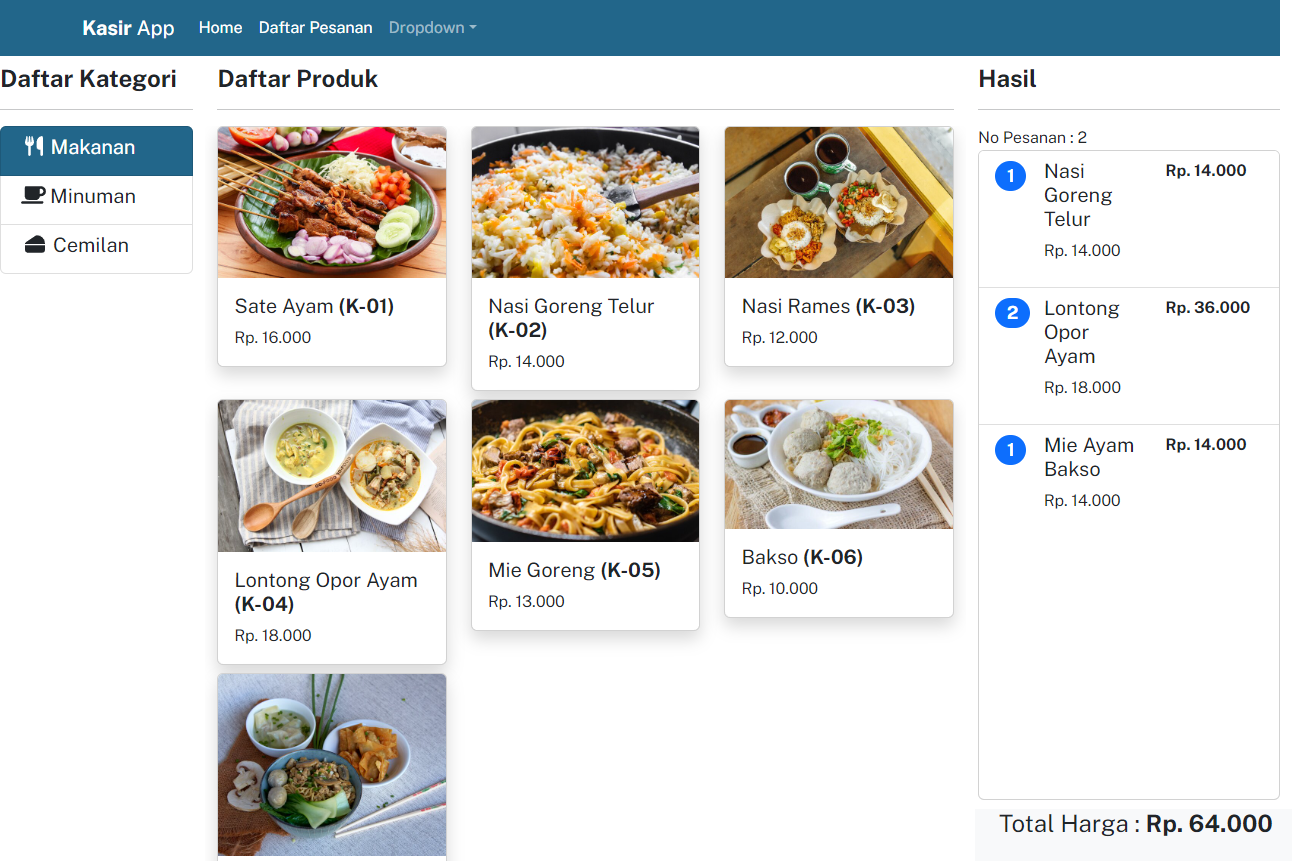 Kasir App Home Daftar Pesanan Dropdown
Daftar Kategori
Makanan
Minuman
Cemilan
Daftar Produk
Sate Ayam (K-01)
Rp. 16.000
Nasi Goreng Telur
(K-02)
Rp. 14.000
Nasi Rames (K-03)
Rp. 12.000
Lontong Opor Ayam
(K-04)
Rp. 18.000
Mie Goreng (K-05)
Rp. 13.000
Bakso (K-06)
Rp. 10.000
Hasil
No Pesanan : 2
1 Nasi Rp. 14.000
Goreng
Telur
Rp. 14.000
2 Lontong Rp. 36.000
Opor
Ayam
Rp. 18.000
1 Mie Ayam Rp. 14.000
Bakso
Rp. 14.000
Total Harga : Rp. 64.000